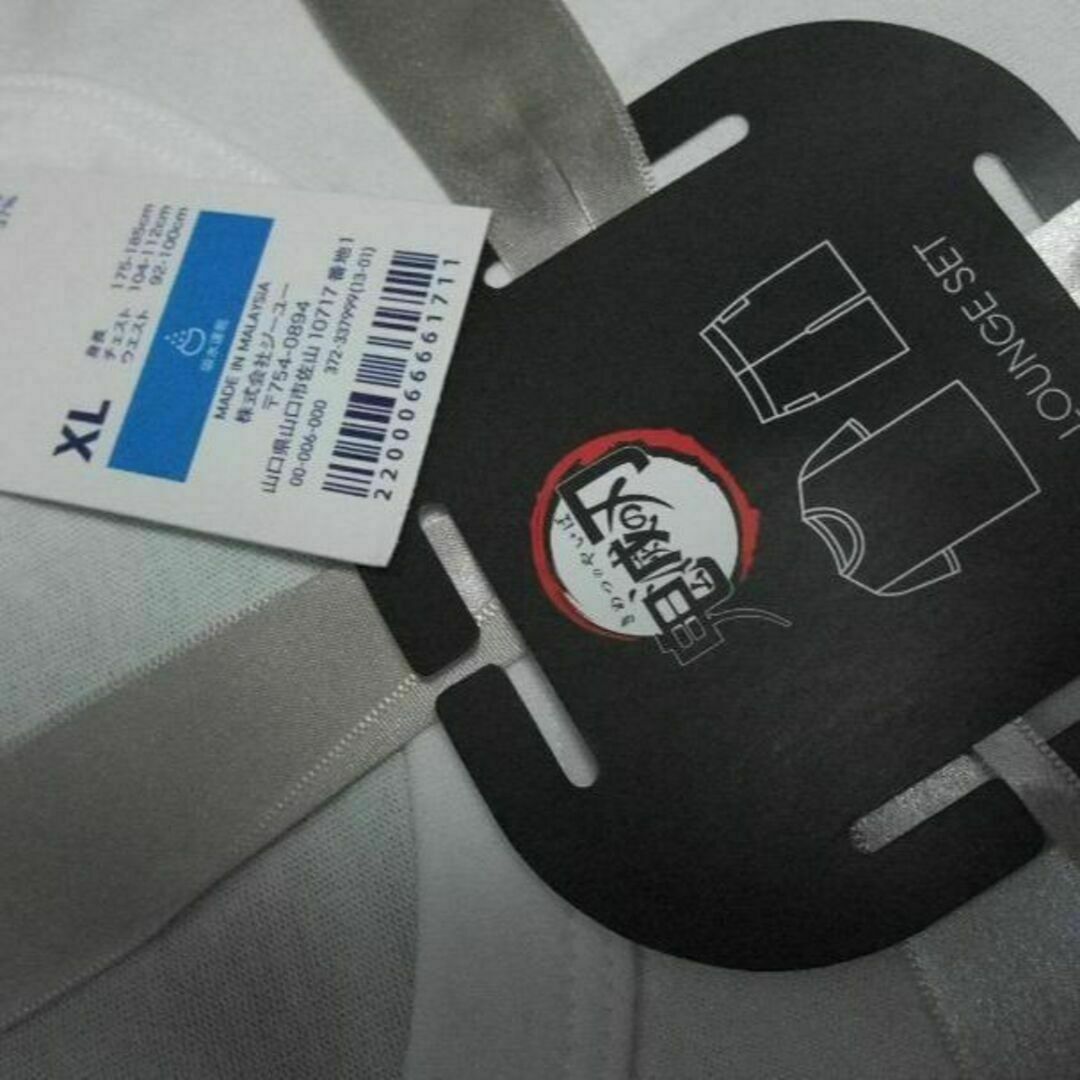 37%
XL
身長 175-185cm
チェスト 104-112cm
ウエスト 92-100cm
吸水速乾
MADE IN MALAYSIA
株式会社ジーユー
〒754-0894
山口県山口市佐山 10717 番地1
00-006-000 372-3379999(13-01)
2200066661711
鬼滅の刃
きめつのやいば
LOUNGE SET